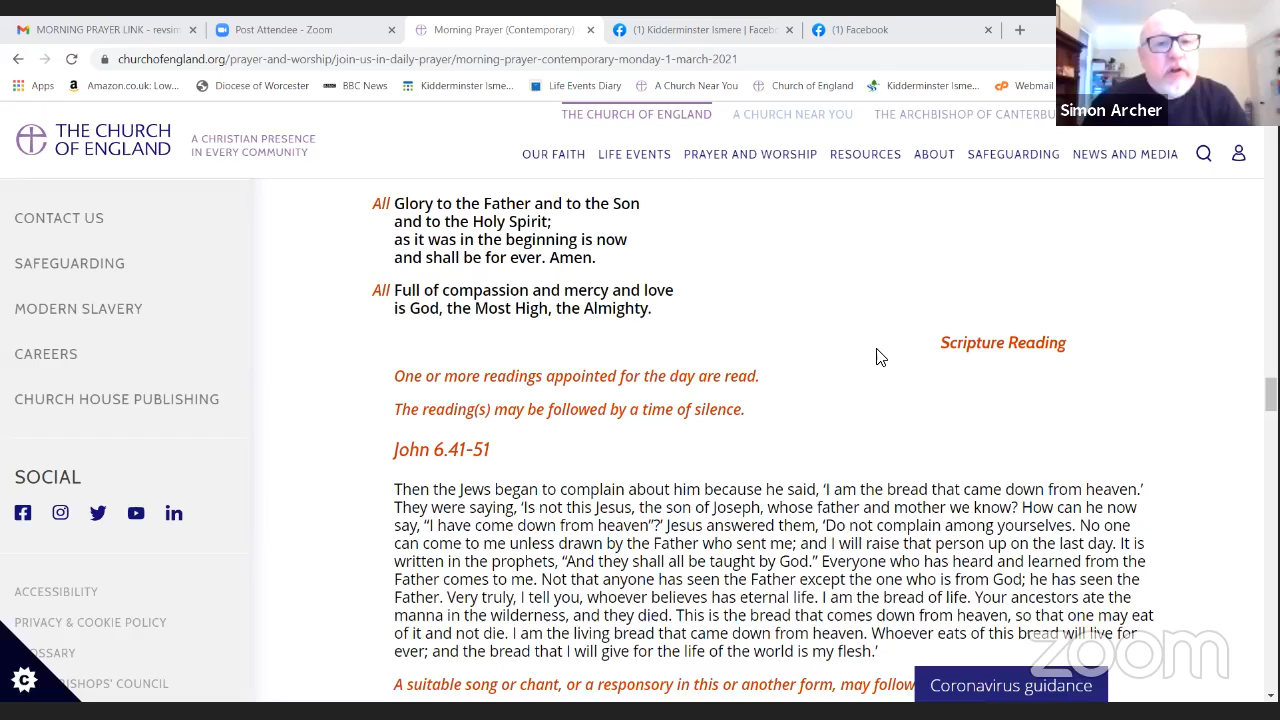 MORNING PRAYER LINK - revsim
Post Attendee - Zoom
Morning Prayer (Contemporary)
(1) Kidderminster Ismere | Faceb
(1) Facebook
churchofengland.org/prayer-and-worship/join-us-in-daily-prayer/morning-prayer-contemporary-monday-1-march-2021
Apps
Amazon.co.uk: Low...
Diocese of Worcester
BBC News
Kidderminster Isme...
Life Events Diary
A Church Near You
Church of England
Kidderminster Isme...
Webmail
Simon Archer
THE CHURCH OF ENGLAND
A CHURCH NEAR YOU
THE ARCHBISHOP OF CANTERBU
THE CHURCH
OF ENGLAND
A CHRISTIAN PRESENCE
IN EVERY COMMUNITY
OUR FAITH LIFE EVENTS PRAYER AND WORSHIP RESOURCES ABOUT SAFEGUARDING NEWS AND MEDIA
CONTACT US
SAFEGUARDING
MODERN SLAVERY
CAREERS
CHURCH HOUSE PUBLISHING
SOCIAL
ACCESSIBILITY
PRIVACY & COOKIE POLICY
LOSSARY
BISHOPS' COUNCIL
All Glory to the Father and to the Son
and to the Holy Spirit;
as it was in the beginning is now
and shall be for ever. Amen.
All Full of compassion and mercy and love
is God, the Most High, the Almighty.
Scripture Reading
One or more readings appointed for the day are read.
The reading(s) may be followed by a time of silence.
John 6.41-51
Then the Jews began to complain about him because he said, ‘I am the bread that came down from heaven.’
They were saying, ‘Is not this Jesus, the son of Joseph, whose father and mother we know? How can he now
say, “I have come down from heaven”?’ Jesus answered them, ‘Do not complain among yourselves. No one
can come to me unless drawn by the Father who sent me; and I will raise that person up on the last day. It is
written in the prophets, “And they shall all be taught by God.” Everyone who has heard and learned from the
Father comes to me. Not that anyone has seen the Father except the one who is from God; he has seen the
Father. Very truly, I tell you, whoever believes has eternal life. I am the bread of life. Your ancestors ate the
manna in the wilderness, and they died. This is the bread that comes down from heaven, so that one may eat
of it and not die. I am the living bread that came down from heaven. Whoever eats of this bread will live for
ever; and the bread that I will give for the life of the world is my flesh.’
A suitable song or chant, or a responsory in this or another form, may follow
Coronavirus guidance
zoom